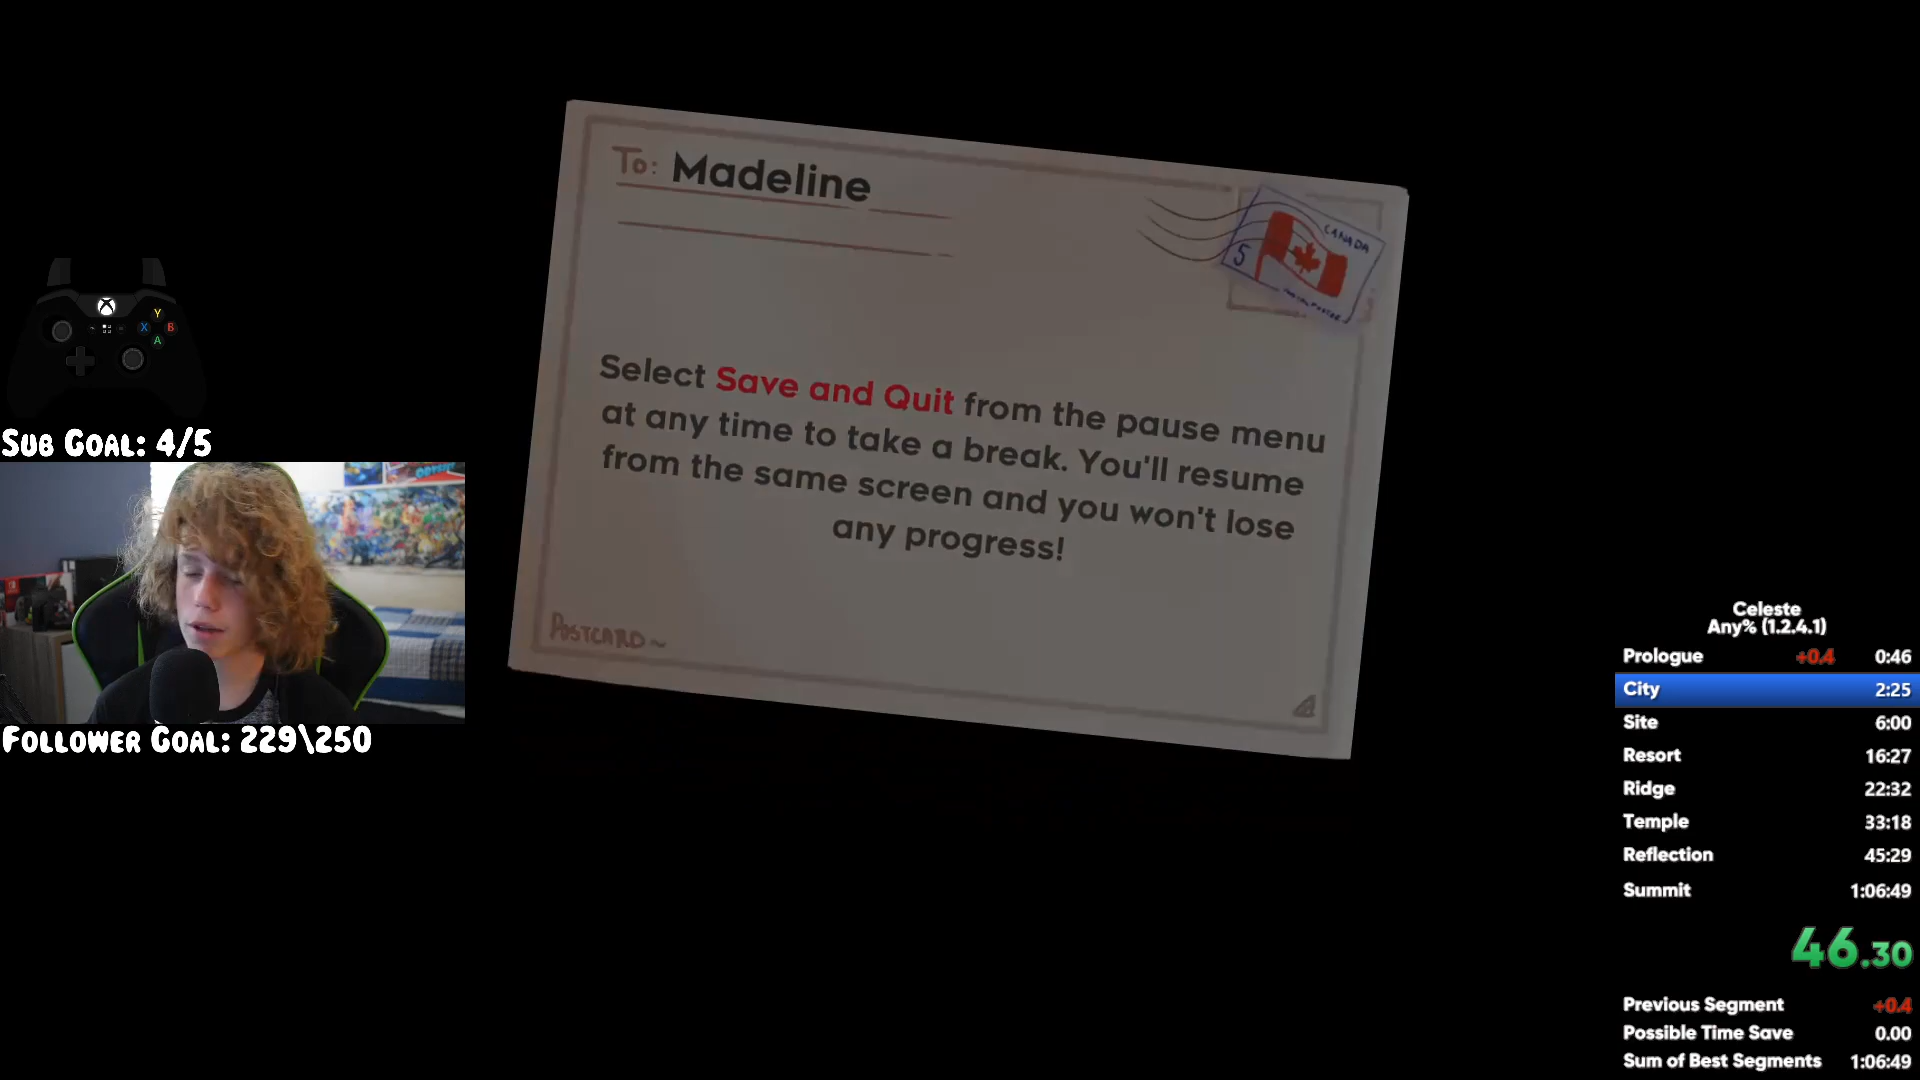 To: Madeline
CANADA
5
Select Save and Quit from the pause menu
at any time to take a break. You'll resume
from the same screen and you won't lose
any progress!
POSTCARD~
Y
X B
A
SUB GOAL: 4/5
FOLLOWER GOAL: 229\250
Celeste
Any% (1.2.4.1)
Prologue +0.4 0:46
City 2:25
Site 6:00
Resort 16:27
Ridge 22:32
Temple 33:18
Reflection 45:29
Summit 1:06:49
46.30
Previous Segment +0.4
Possible Time Save 0.00
Sum of Best Segments 1:06:49